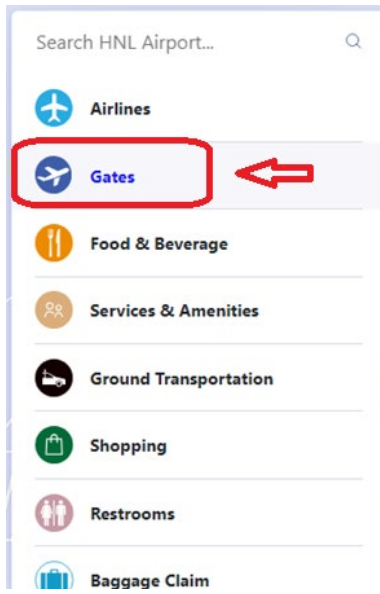 Search HNL Airport...
Airlines
Gates
Food & Beverage
Services & Amenities
Ground Transportation
Shopping
Restrooms
Baggage Claim